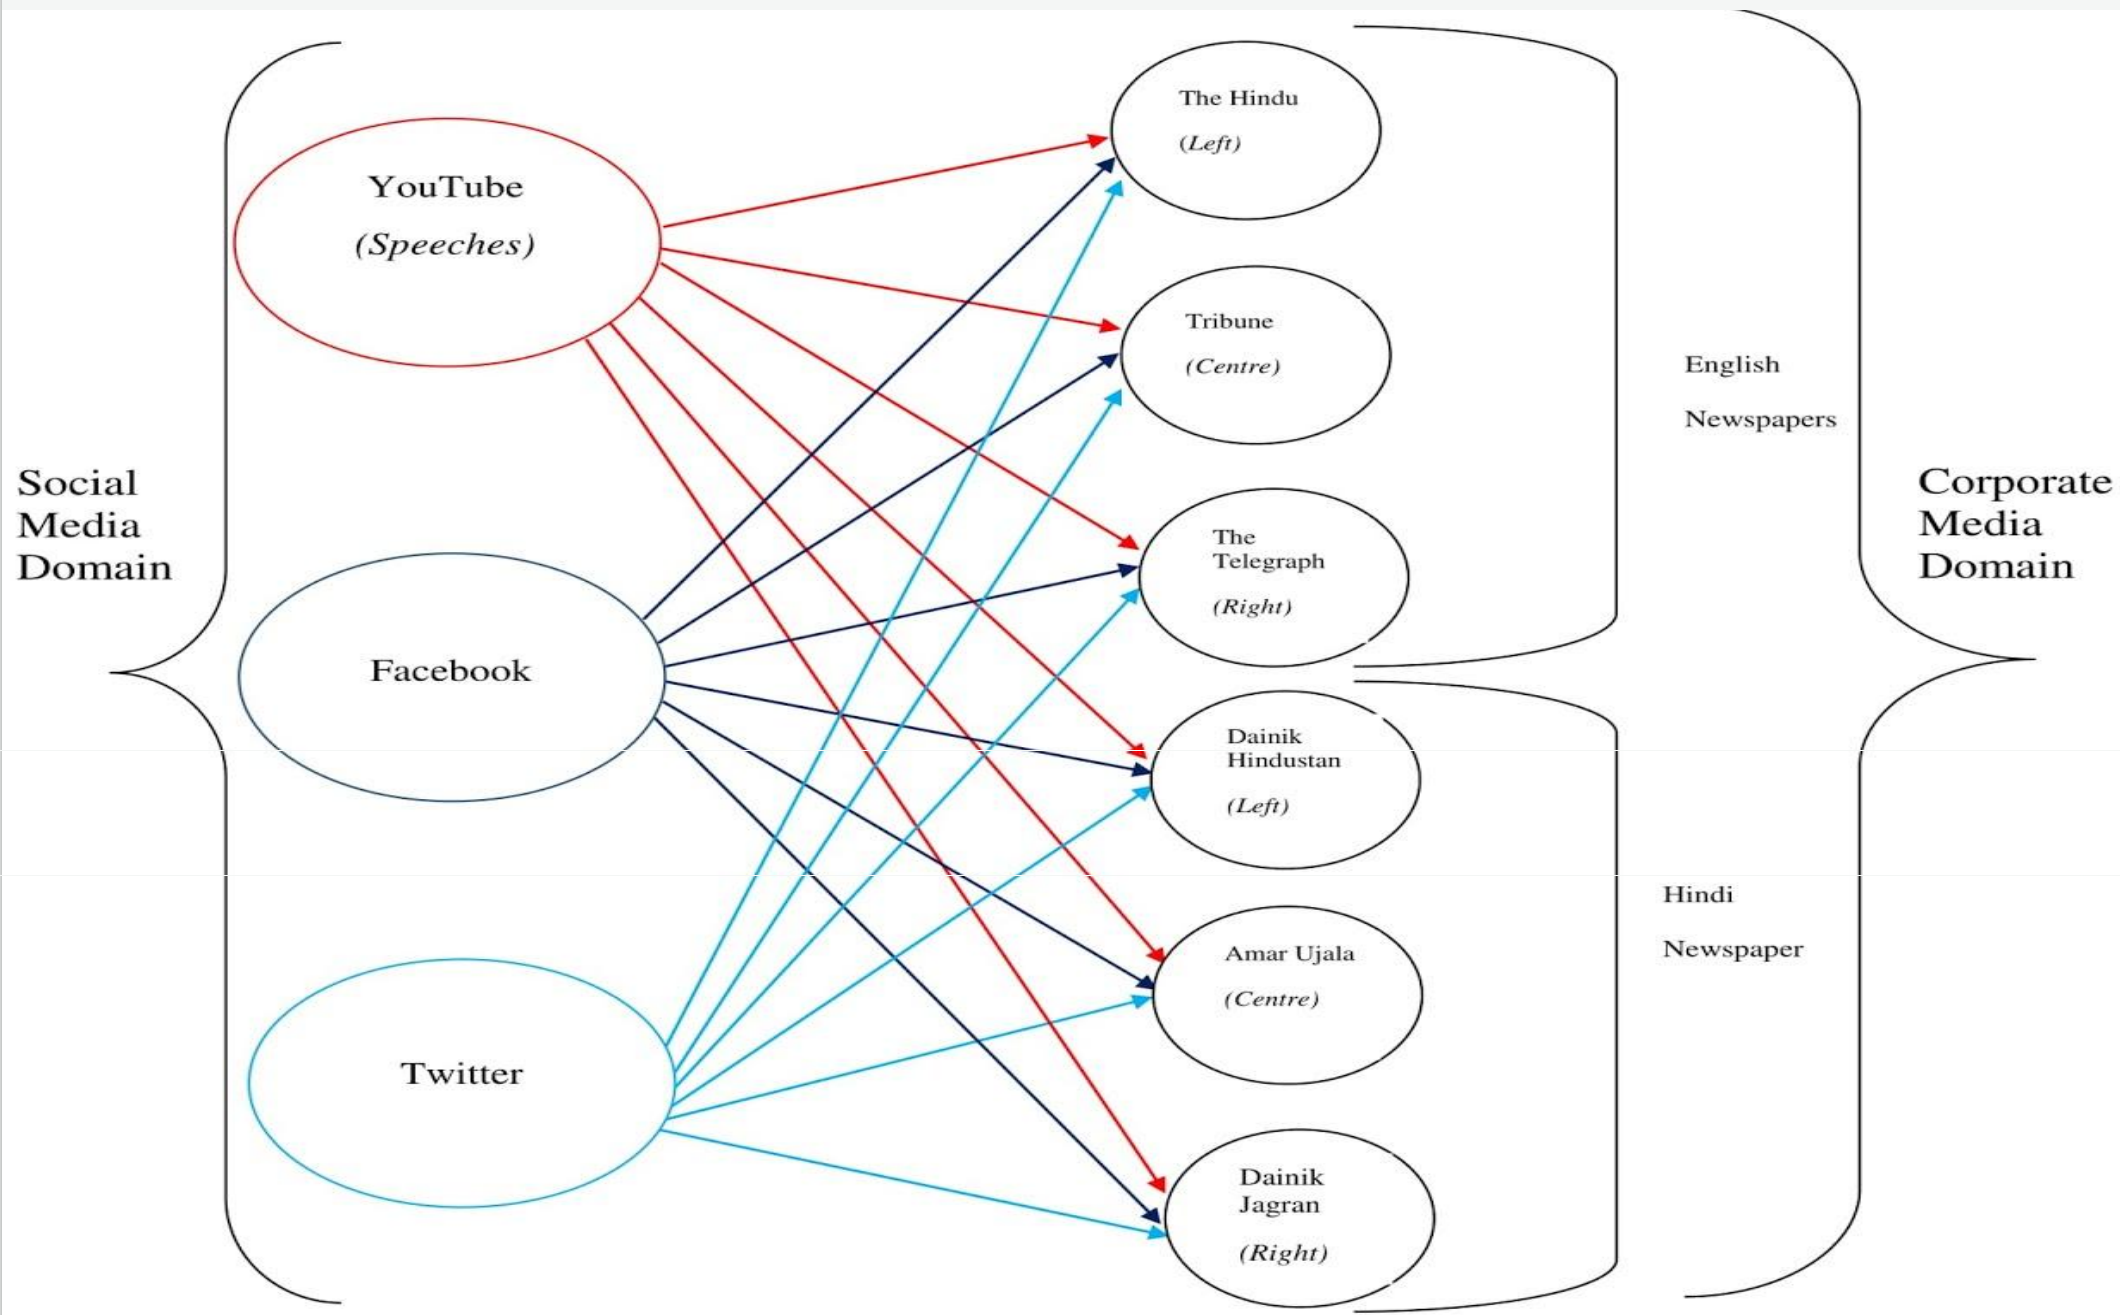 Social
Media
Domain
YouTube
(Speeches)
Facebook
Twitter
The Hindu
(Left)
Tribune
(Centre)
The
Telegraph
(Right)
Dainik
Hindustan
(Left)
Amar Ujala
(Centre)
Dainik
Jagran
(Right)
English
Newspapers
Hindi
Newspaper
Corporate
Media
Domain